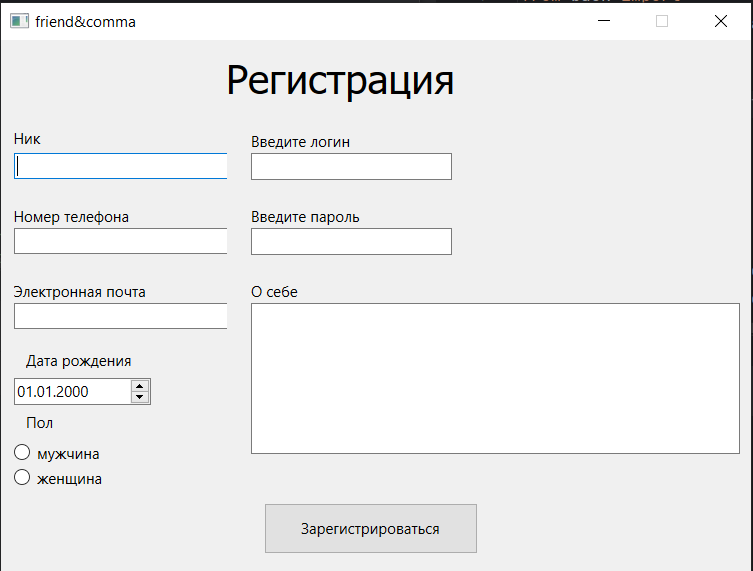 friend&comma
Регистрация
Ник
Введите логин
Номер телефона
Введите пароль
Электронная почта
О себе
Дата рождения
01.01.2000
Пол
мужчина
женщина
Зарегистрироваться